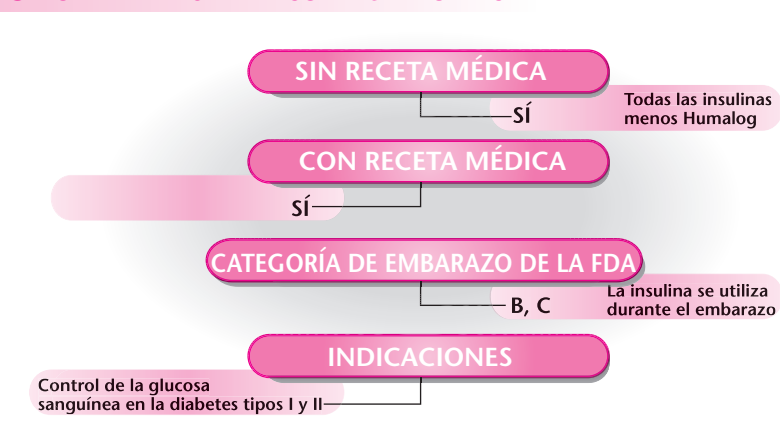 SIN RECETA MÉDICA
SÍ
Todas las insulinas
menos Humalog
CON RECETA MÉDICA
SÍ
CATEGORÍA DE EMBARAZO DE LA FDA
B, C
La insulina se utiliza
durante el embarazo
INDICACIONES
Control de la glucosa
sanguínea en la diabetes tipos I y II